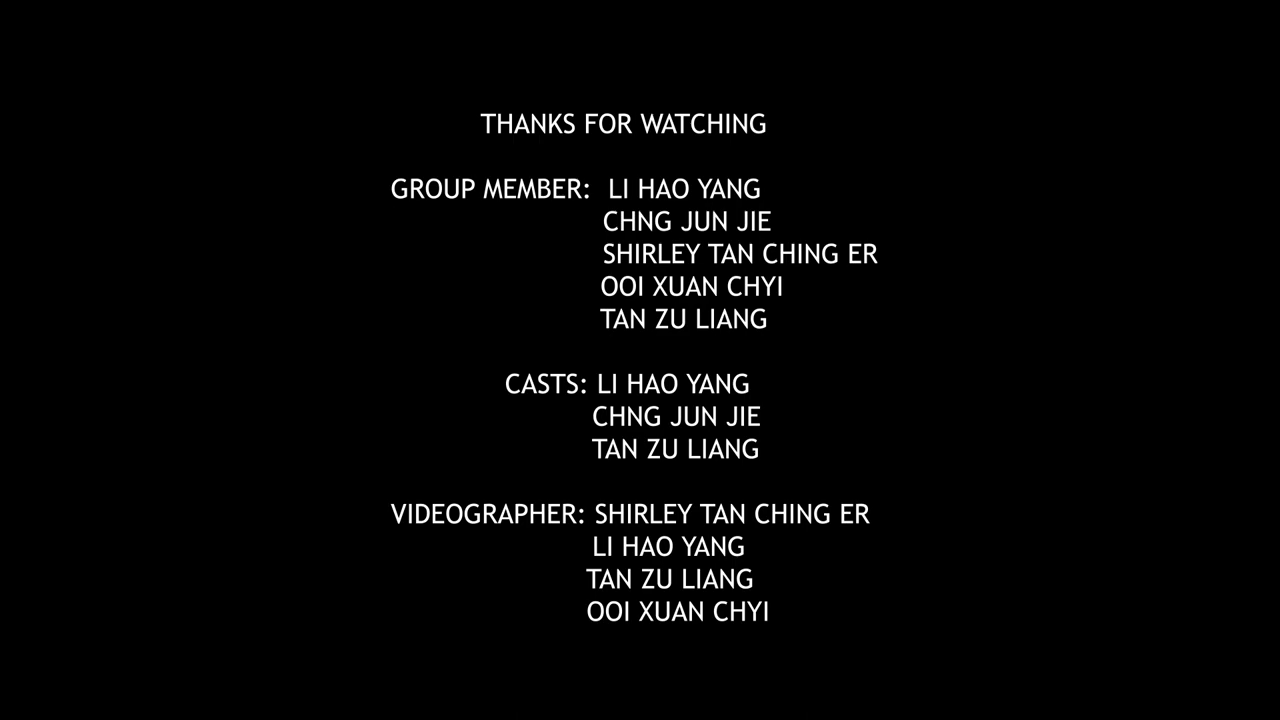 THANKS FOR WATCHING
GROUP MEMBER: LI HAO YANG
CHNG JUN JIE
SHIRLEY TAN CHING ER
OOI XUAN CHYI
TAN ZU LIANG
CASTS: LI HAO YANG
CHNG JUN JIE
TAN ZU LIANG
VIDEOGRAPHER: SHIRLEY TAN CHING ER
LI HAO YANG
TAN ZU LIANG
OOI XUAN CHYI